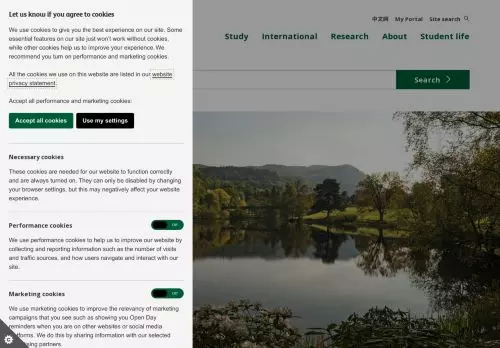 Let us know if you agree to cookies
We use cookies to give you the best experience on our site. Some
essential features on our site just won't work without cookies,
while other cookies help us to improve your experience. We
recommend you turn on performance and marketing cookies.
All the cookies we use on this website are listed in our website
privacy statement.
Accept all performance and marketing cookies:
Accept all cookies
Use my settings
Necessary cookies
These cookies are needed for our website to function correctly
and are always turned on. They can only be disabled by changing
your browser settings, but this may negatively affect your website
experience.
Performance cookies
Off
We use performance cookies to help us to improve our website by
collecting and reporting information such as the number of visits
and traffic sources, and how users navigate and interact with our
site.
Marketing cookies
Off
We use marketing cookies to improve the relevancy of marketing
campaigns that you see such as showing you Open Day
reminders when you are on other websites or social media
platforms. We do this by sharing information with our selected
partners.
中文网 My Portal Site search
Study International Research About Student life
Search